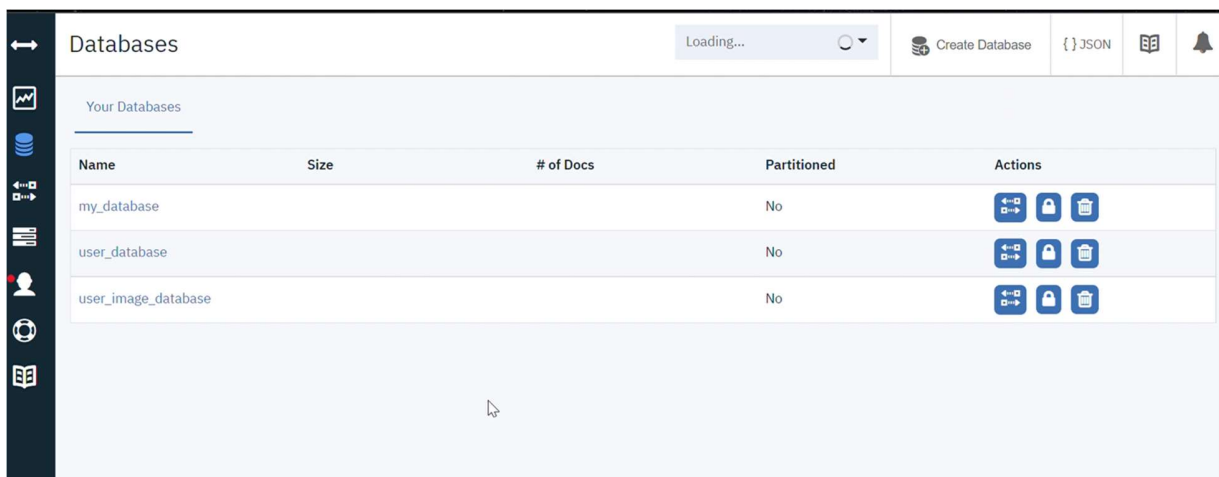 Databases
Loading...
Create Database
{ } JSON
Your Databases
Name Size # of Docs Partitioned Actions
my_database No
user_database No
user_image_database No